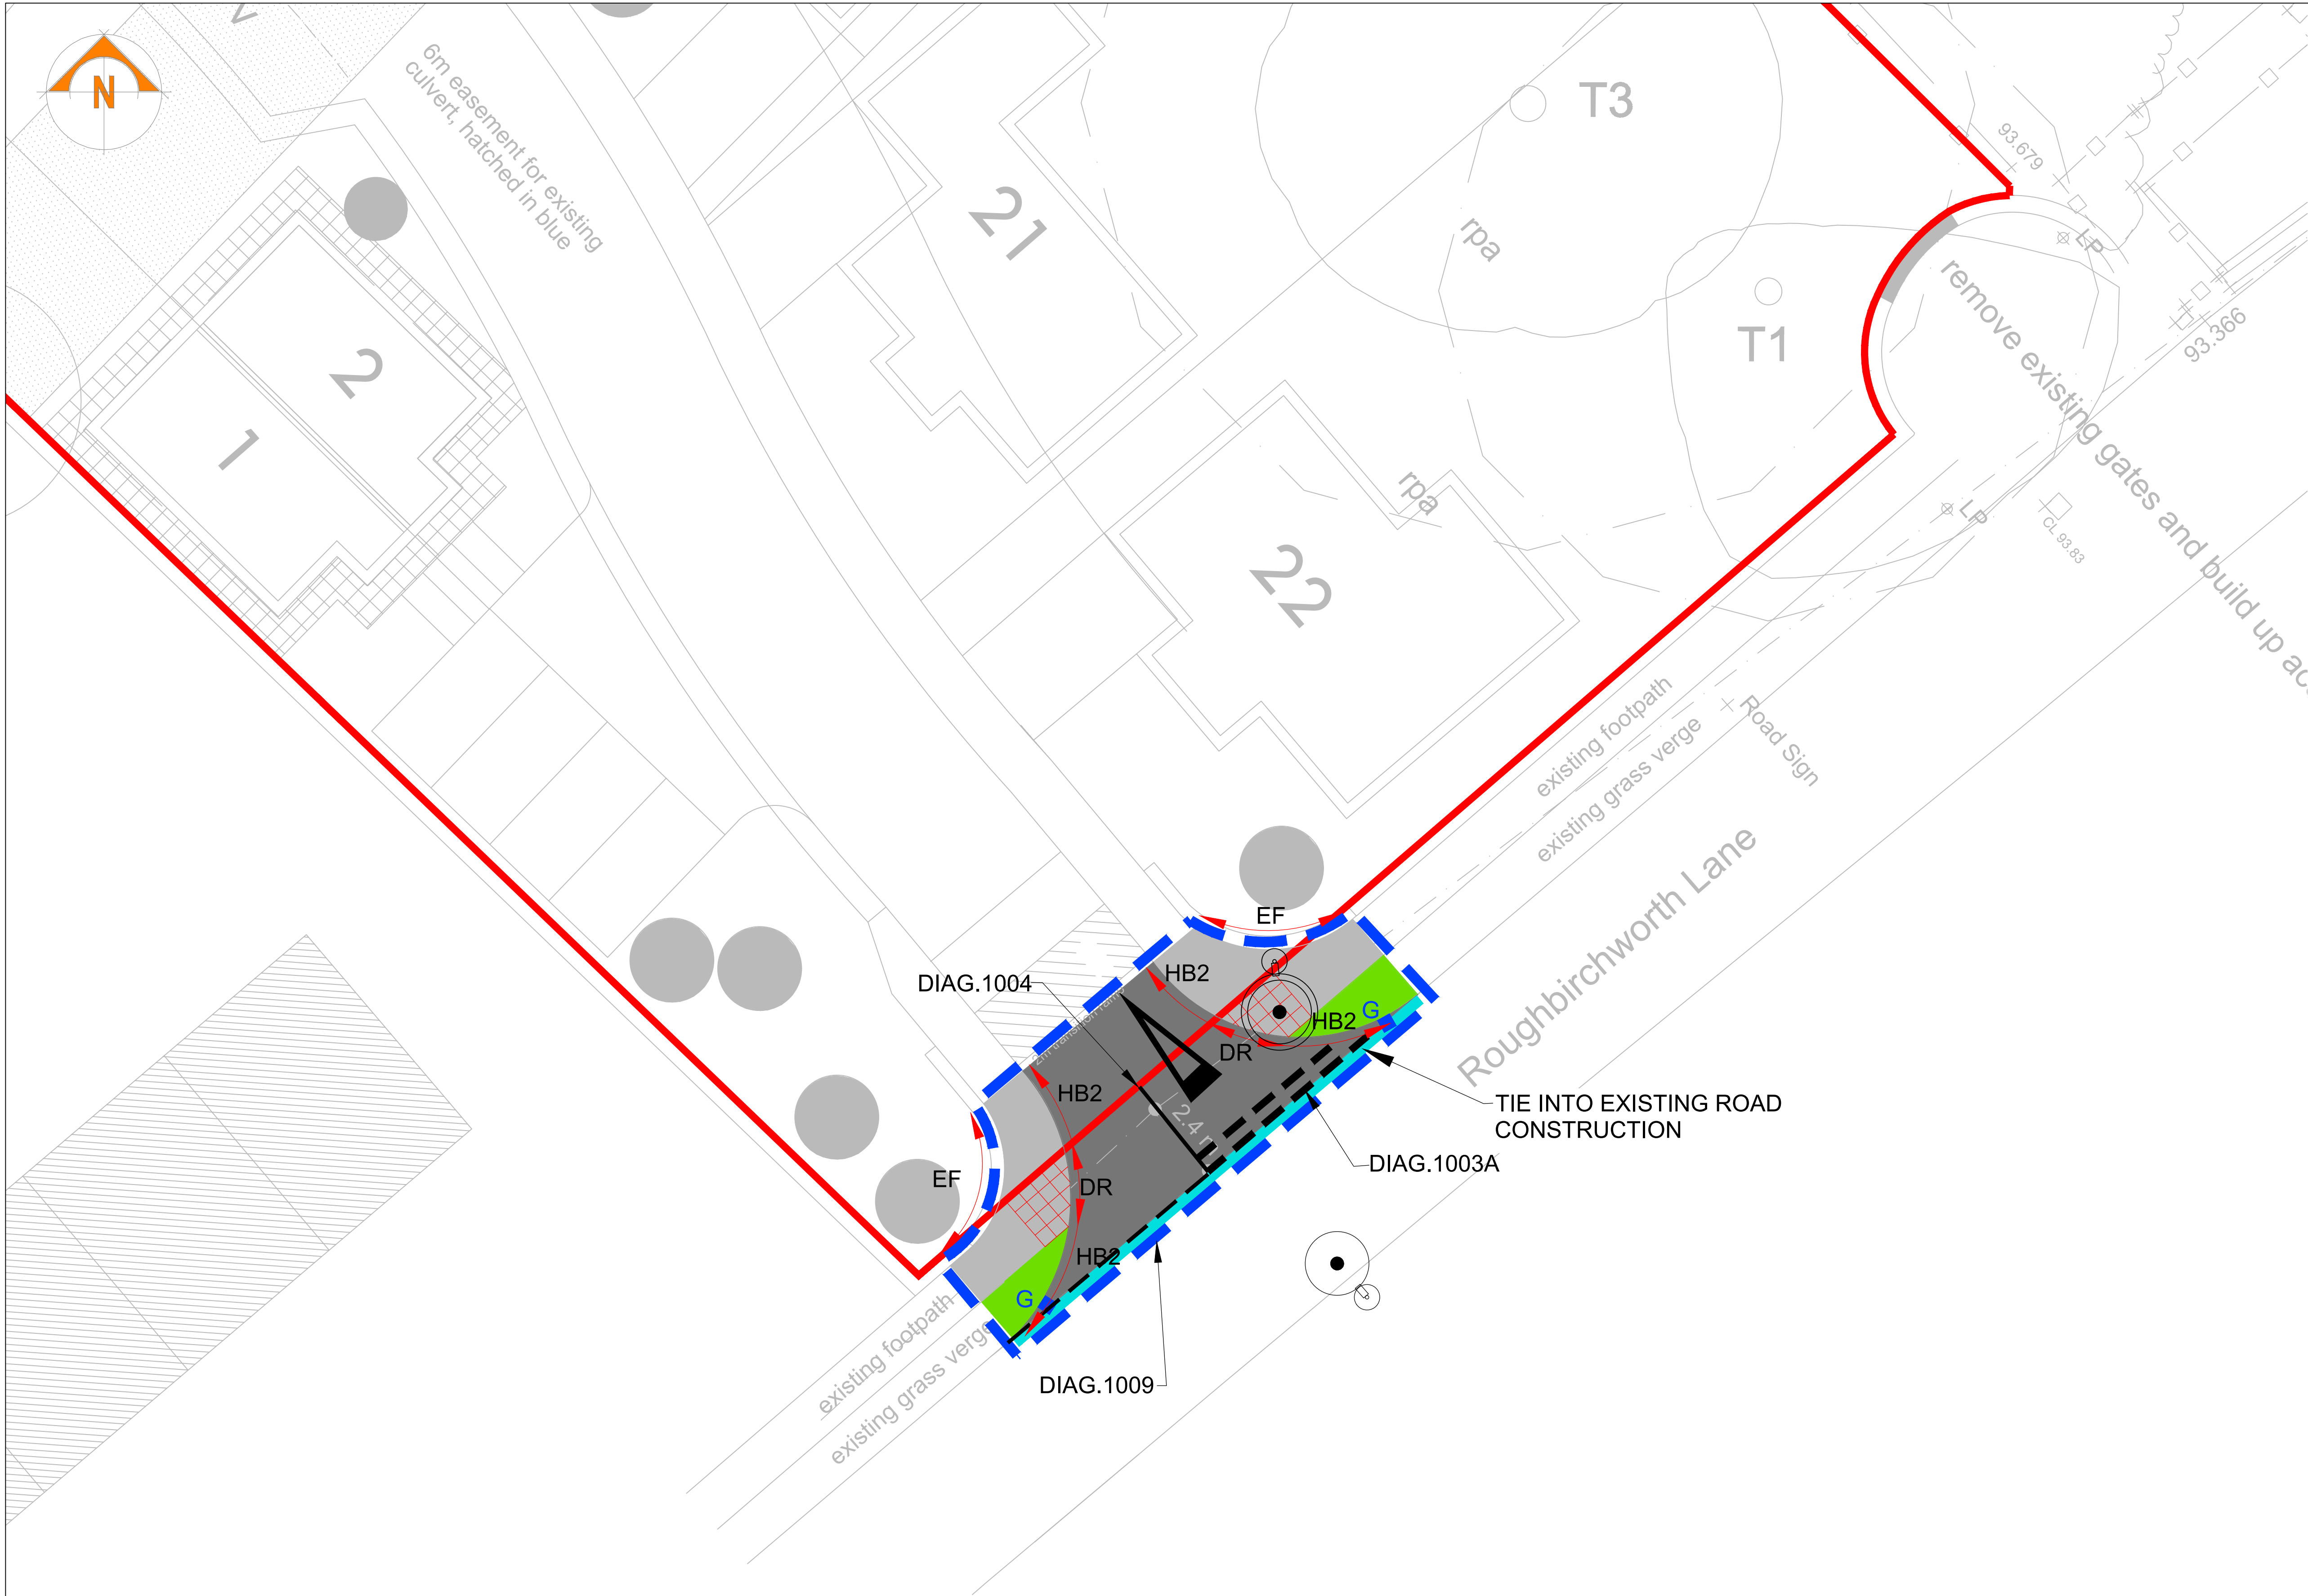 N
6m easement for existing
culvert, hatched in blue
T3
93.679
21
rpa
LP
remove existing gates and build up
T1
93.366
2
1
rpa
LP
CL 93.83
22
existing footpath
existing grass verge
Road Sign
Roughbirchworth Lane
EF
DIAG.1004
HB2
HB2
G
2m transition ramp
DR
HB2
2.4 m
TIE INTO EXISTING ROAD
CONSTRUCTION
DIAG.1003A
EF
DR
HB2
G
existing footpath
existing grass verge
DIAG.1009